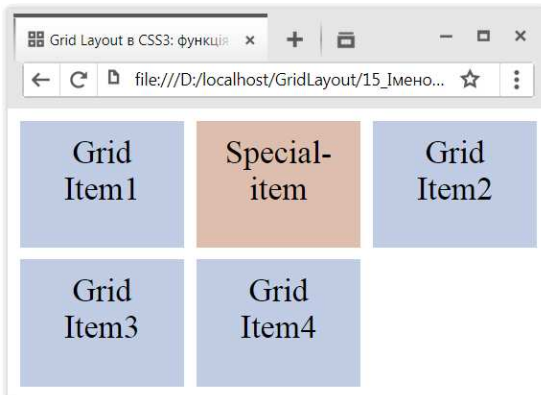 Grid Layout в CSS3: функція
file:///D:/localhost/GridLayout/15_Імено...
Grid
Item1
Special-
item
Grid
Item2
Grid
Item3
Grid
Item4